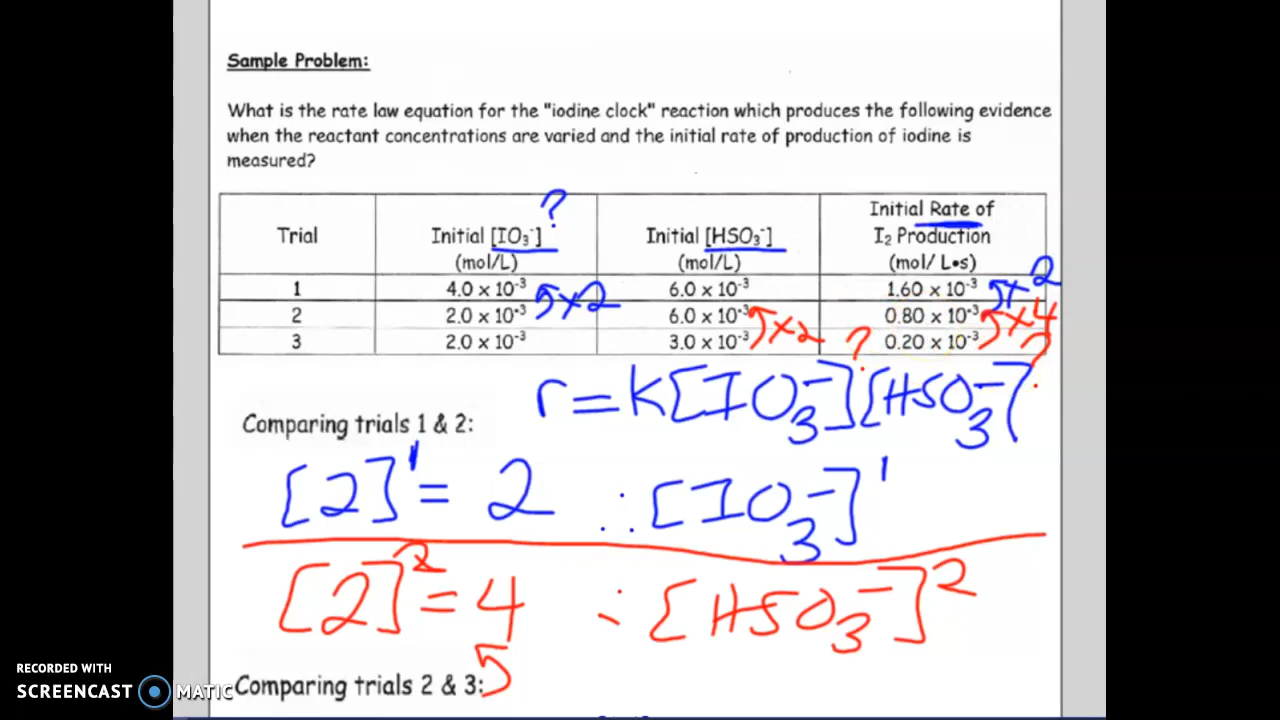 Sample Problem:
What is the rate law equation for the "iodine clock" reaction which produces the following evidence
when the reactant concentrations are varied and the initial rate of production of iodine is
measured?
?
Trial Initial [IO₃⁻] (mol/L) Initial [HSO₃⁻] (mol/L) Initial Rate of I₂ Production (mol/ L•s)
1 4.0 x 10⁻³ 6.0 x 10⁻³ 1.60 x 10⁻³
x2 x2
2 2.0 x 10⁻³ 6.0 x 10⁻³ 0.80 x 10⁻³
x2 x4
3 2.0 x 10⁻³ 3.0 x 10⁻³ 0.20 x 10⁻³
r = k[IO₃⁻]^? [HSO₃⁻]^?
Comparing trials 1 & 2:
[2]¹ = 2 ∴ [IO₃⁻]¹
[2]² = 4 ∴ [HSO₃⁻]²
Comparing trials 2 & 3:
RECORDED WITH
SCREENCAST MATIC